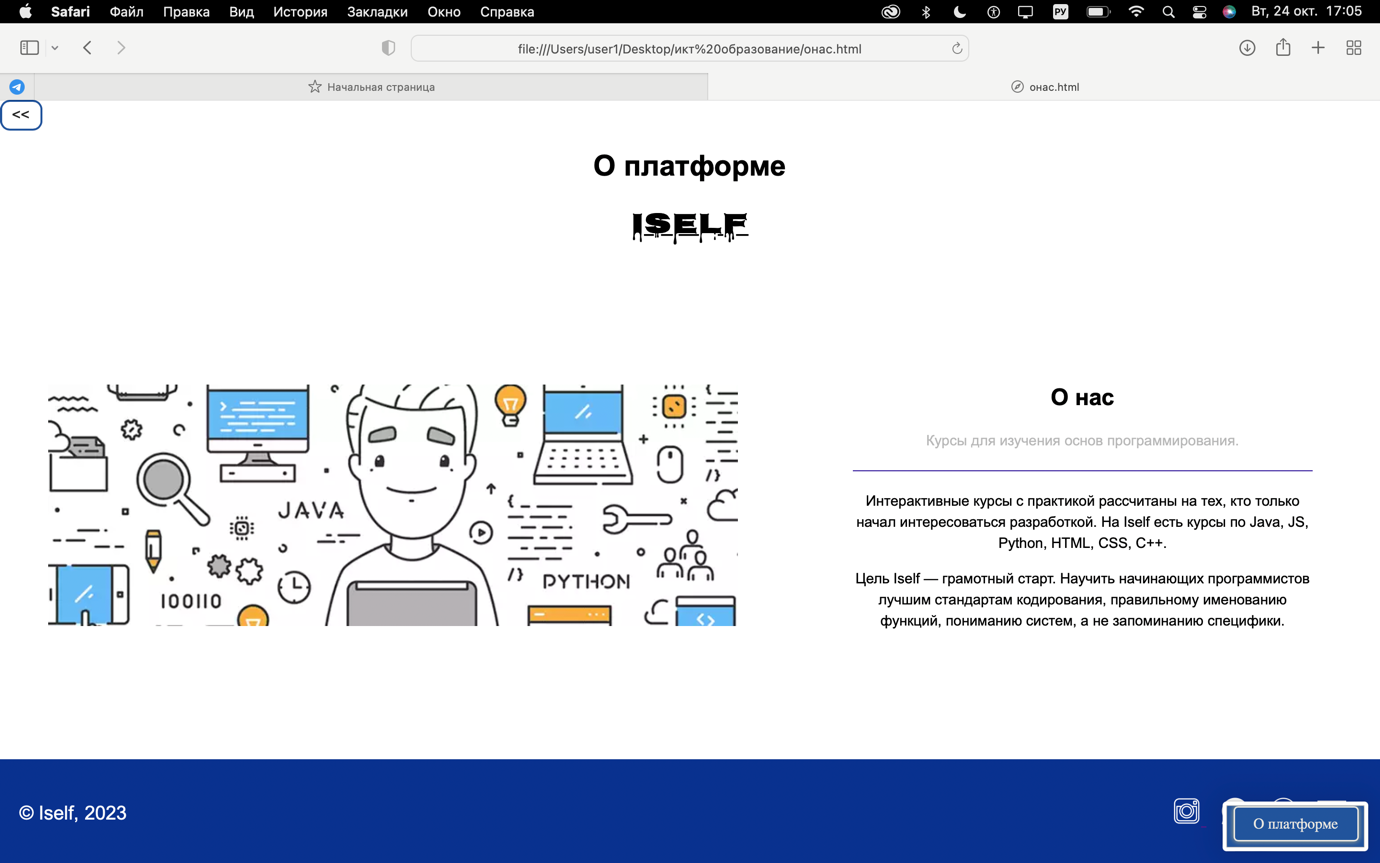 Safari Файл Правка Вид История Закладки Окно Справка РУ Вт, 24 окт. 17:05
file:///Users/user1/Desktop/икт%20образование/онас.html
Начальная страница онас.html
<<
О платформе
ISELF
О нас
Курсы для изучения основ программирования.
Интерактивные курсы с практикой рассчитаны на тех, кто только
начал интересоваться разработкой. На Iself есть курсы по Java, JS,
Python, HTML, CSS, C++.
Цель Iself — грамотный старт. Научить начинающих программистов
лучшим стандартам кодирования, правильному именованию
функций, пониманию систем, а не запоминанию специфики.
JAVA
PYTHON
100110
© Iself, 2023
О платформе